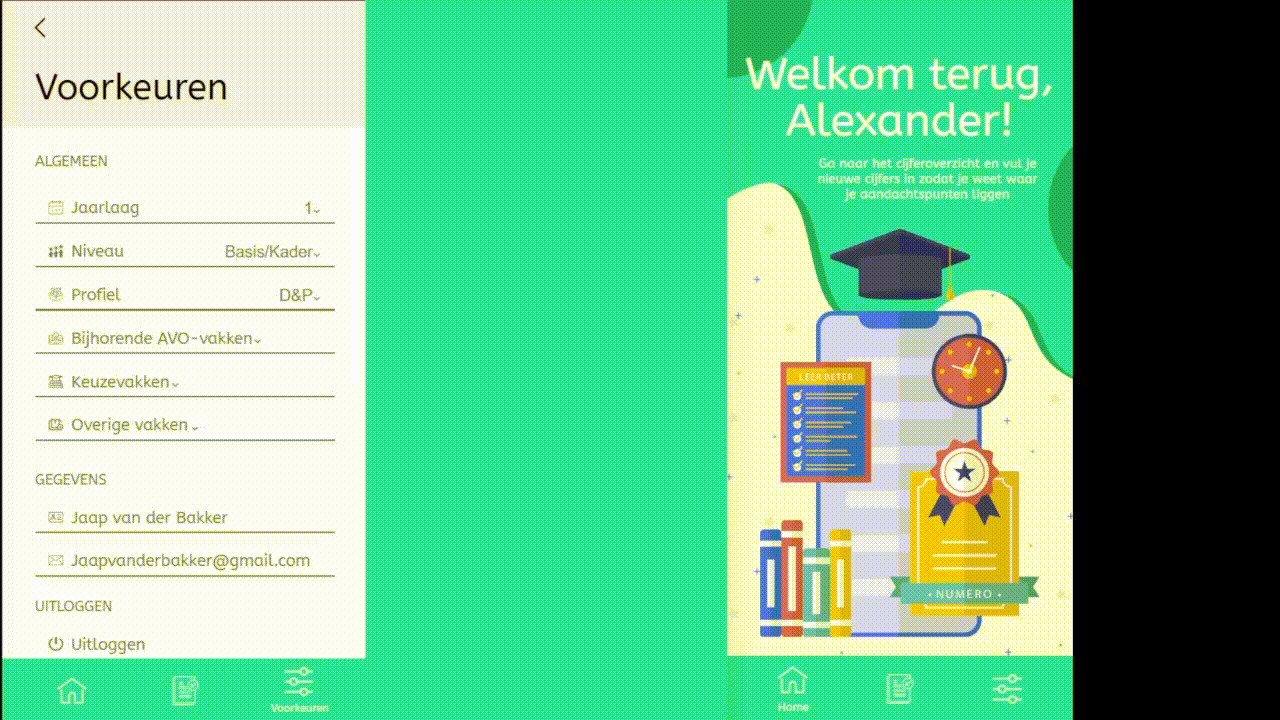 Voorkeuren
ALGEMEEN
Jaarlaag 1
Niveau Basis/Kader
Profiel D&P
Bijhorende AVO-vakken
Keuzevakken
Overige vakken
GEGEVENS
Jaap van der Bakker
Jaapvanderbakker@gmail.com
UITLOGGEN
Uitloggen
Voorkeuren
Welkom terug,
Alexander!
Ga naar het cijferoverzicht en vul je
nieuwe cijfers in zodat je weet waar
je aandachtspunten liggen
LEER BETER
• NUMERO •
Home